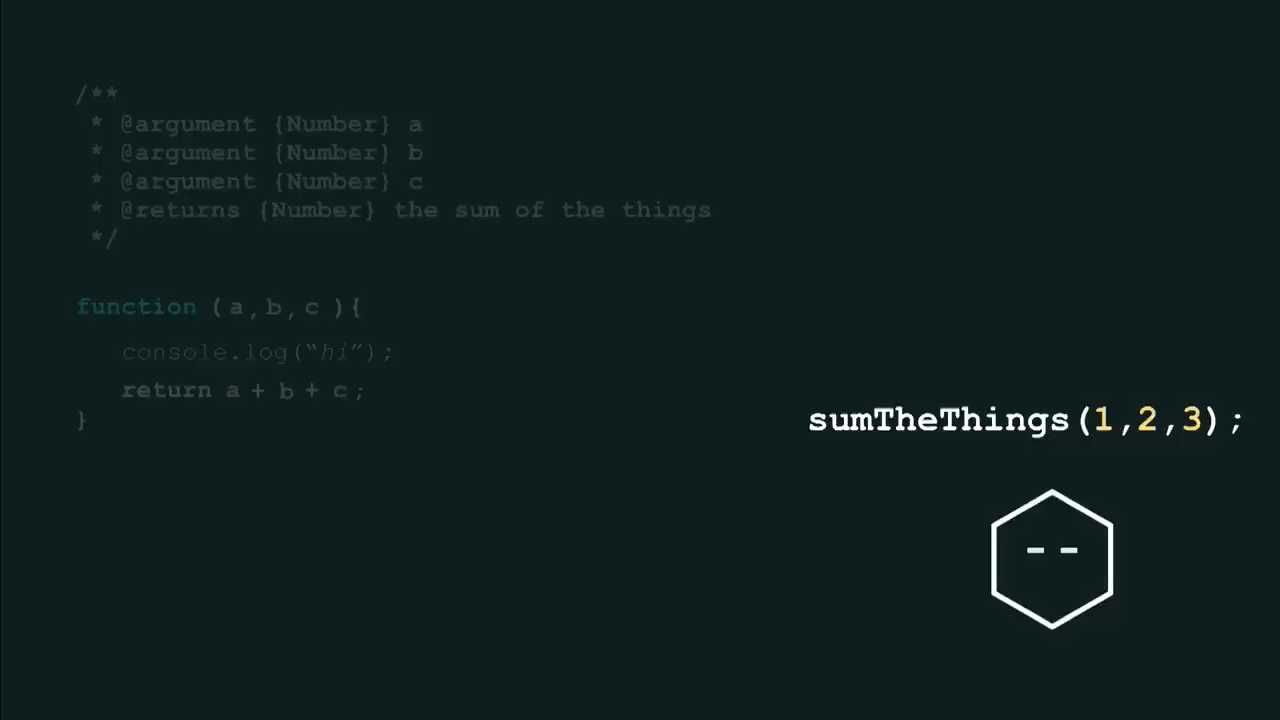 /**
 * @argument {Number} a
 * @argument {Number} b
 * @argument {Number} c
 * @returns {Number} the sum of the things
 */
function (a,b,c ){
console.log(“hi”);
return a + b + c;
}
sumTheThings(1,2,3);